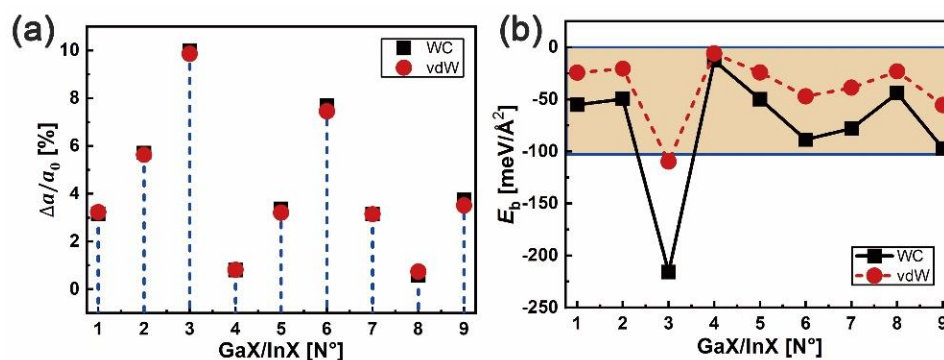 (a)
WC
vdW
10
8
6
4
2
0
Δa/a₀ [%]
1 2 3 4 5 6 7 8 9
GaX/InX [N°]
(b)
0
-50
-100
-150
-200
-250
E_b [meV/Å²]
WC
vdW
1 2 3 4 5 6 7 8 9
GaX/InX [N°]